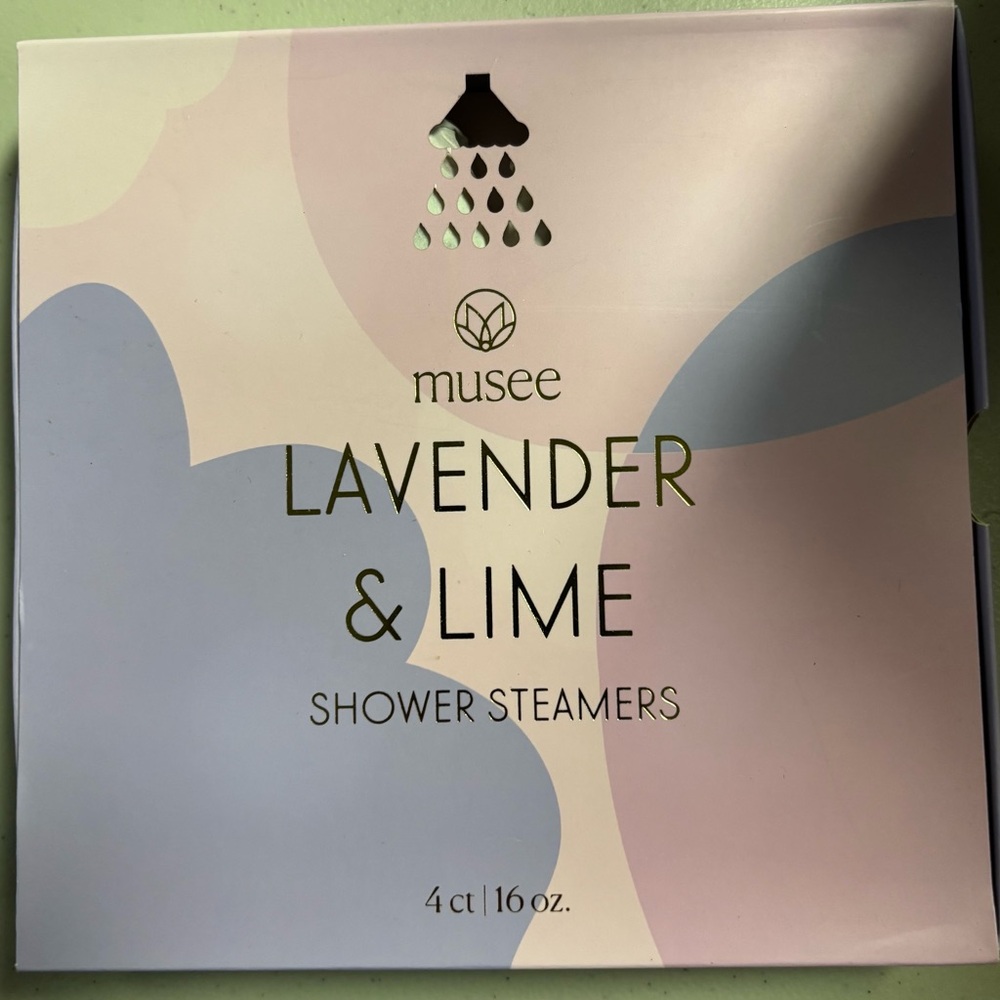 musee
LAVENDER
& LIME
SHOWER STEAMERS
4 ct | 16 oz.